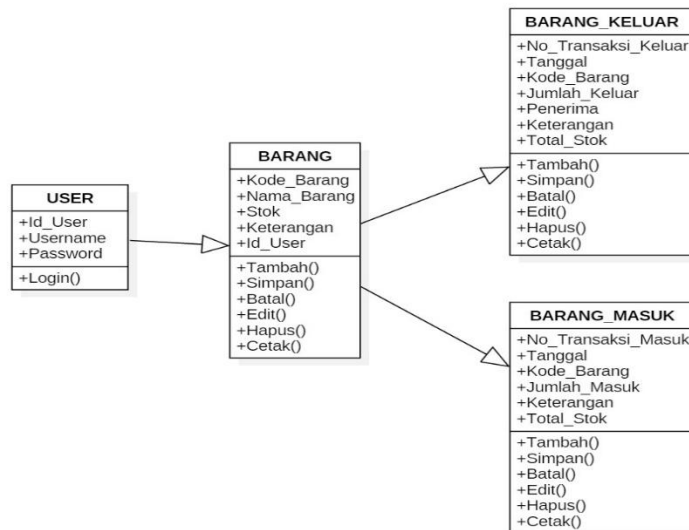 USER
+Id_User
+Username
+Password
+Login()
BARANG
+Kode_Barang
+Nama_Barang
+Stok
+Keterangan
+Id_User
+Tambah()
+Simpan()
+Batal()
+Edit()
+Hapus()
+Cetak()
BARANG_KELUAR
+No_Transaksi_Keluar
+Tanggal
+Kode_Barang
+Jumlah_Keluar
+Penerima
+Keterangan
+Total_Stok
+Tambah()
+Simpan()
+Batal()
+Edit()
+Hapus()
+Cetak()
BARANG_MASUK
+No_Transaksi_Masuk
+Tanggal
+Kode_Barang
+Jumlah_Masuk
+Keterangan
+Total_Stok
+Tambah()
+Simpan()
+Batal()
+Edit()
+Hapus()
+Cetak()